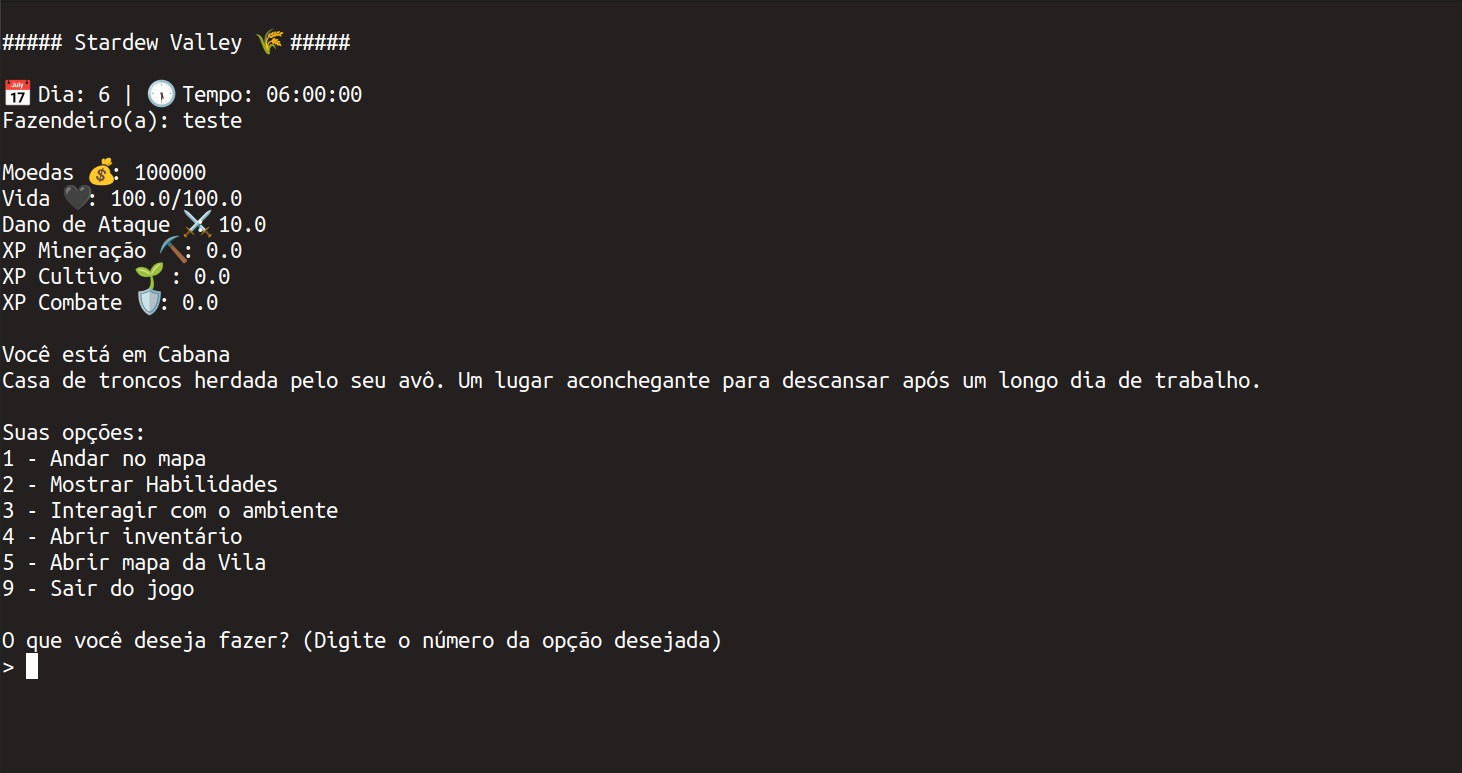 ##### Stardew Valley 🌾 #####
📅 Dia: 6 | 🕠 Tempo: 06:00:00
Fazendeiro(a): teste
Moedas 💰: 100000
Vida 🖤: 100.0/100.0
Dano de Ataque ⚔️ 10.0
XP Mineração ⛏️: 0.0
XP Cultivo 🌱 : 0.0
XP Combate 🛡️: 0.0
Você está em Cabana
Casa de troncos herdada pelo seu avô. Um lugar aconchegante para descansar após um longo dia de trabalho.
Suas opções:
1 - Andar no mapa
2 - Mostrar Habilidades
3 - Interagir com o ambiente
4 - Abrir inventário
5 - Abrir mapa da Vila
9 - Sair do jogo
O que você deseja fazer? (Digite o número da opção desejada)
>